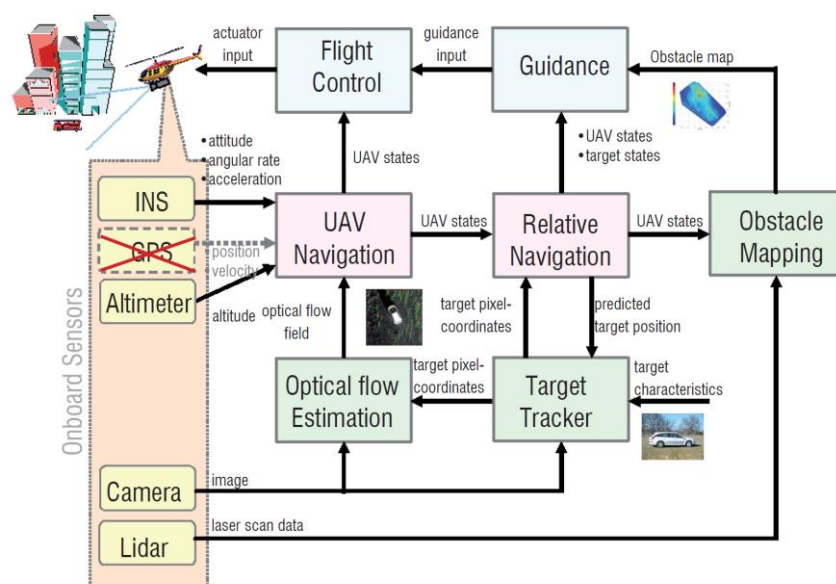 actuator
input
Flight
Control
guidance
input
Guidance
Obstacle map
•attitude
•angular rate
•acceleration
UAV states
•UAV states
•target states
INS
GPS
Altimeter
position
velocity
altitude
UAV
Navigation
UAV states
Relative
Navigation
UAV states
Obstacle
Mapping
optical flow
field
target pixel-
coordinates
predicted
target position
Onboard Sensors
Optical flow
Estimation
target pixel-
coordinates
Target
Tracker
target
characteristics
Camera
image
Lidar
laser scan data